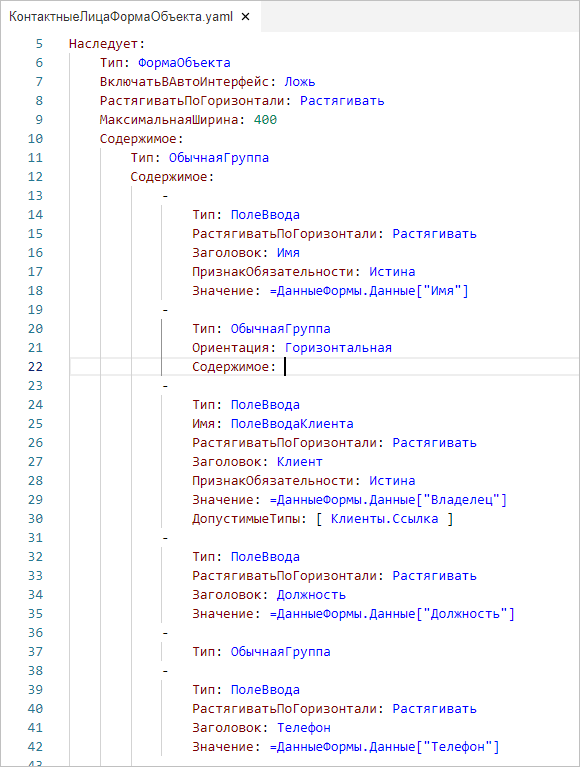 КонтактныеЛицаФормаОбъекта.yaml ×
5 Наследует:
6 Тип: ФормаОбъекта
7 ВключатьВАвтоИнтерфейс: Ложь
8 РастягиватьПоГоризонтали: Растягивать
9 МаксимальнаяШирина: 400
10 Содержимое:
11 Тип: ОбычнаяГруппа
12 Содержимое:
13 -
14 Тип: ПолеВвода
15 РастягиватьПоГоризонтали: Растягивать
16 Заголовок: Имя
17 ПризнакОбязательности: Истина
18 Значение: =ДанныеФормы.Данные["Имя"]
19 -
20 Тип: ОбычнаяГруппа
21 Ориентация: Горизонтальная
22 Содержимое:
23 -
24 Тип: ПолеВвода
25 Имя: ПолеВводаКлиента
26 РастягиватьПоГоризонтали: Растягивать
27 Заголовок: Клиент
28 ПризнакОбязательности: Истина
29 Значение: =ДанныеФормы.Данные["Владелец"]
30 ДопустимыеТипы: [ Клиенты.Ссылка ]
31 -
32 Тип: ПолеВвода
33 РастягиватьПоГоризонтали: Растягивать
34 Заголовок: Должность
35 Значение: =ДанныеФормы.Данные["Должность"]
36 -
37 Тип: ОбычнаяГруппа
38 -
39 Тип: ПолеВвода
40 РастягиватьПоГоризонтали: Растягивать
41 Заголовок: Телефон
42 Значение: =ДанныеФормы.Данные["Телефон"]
43